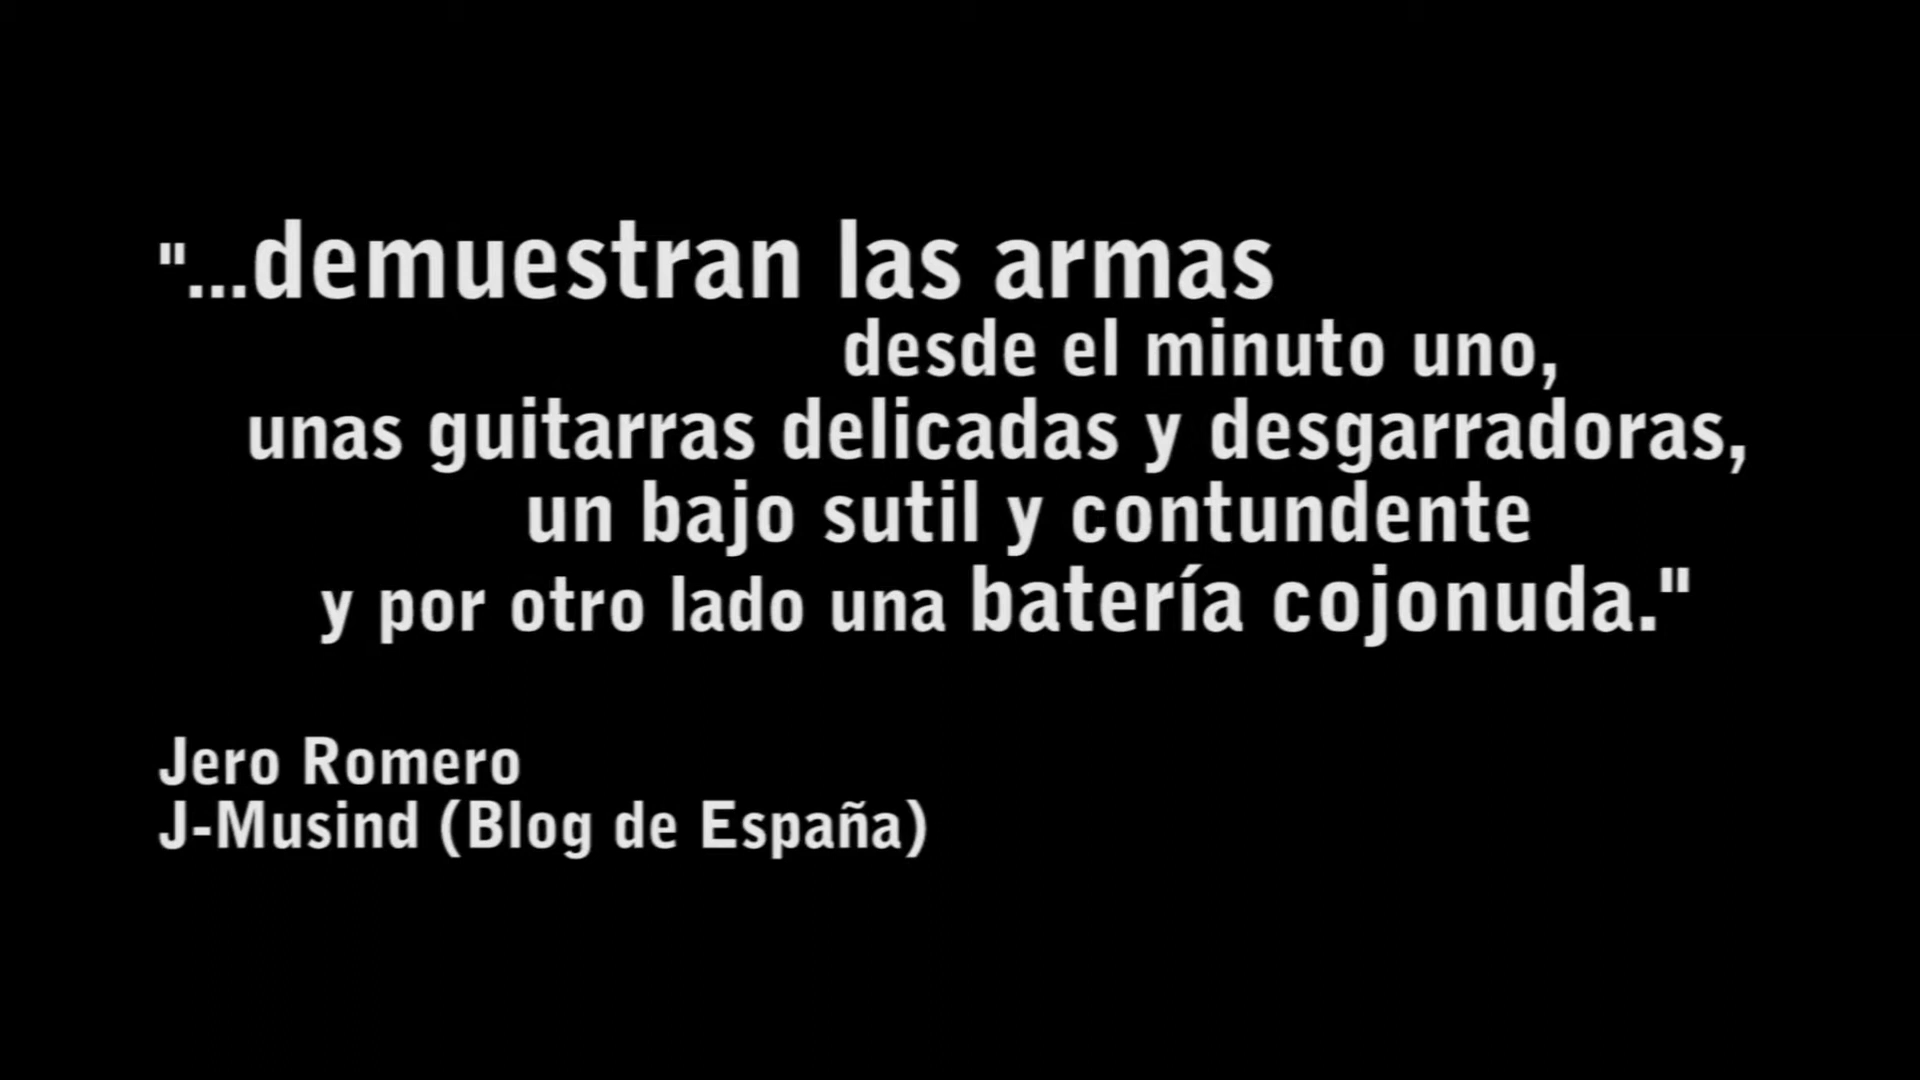 "...demuestran las armas
desde el minuto uno,
unas guitarras delicadas y desgarradoras,
un bajo sutil y contundente
y por otro lado una batería cojonuda."
Jero Romero
J-Musind (Blog de España)